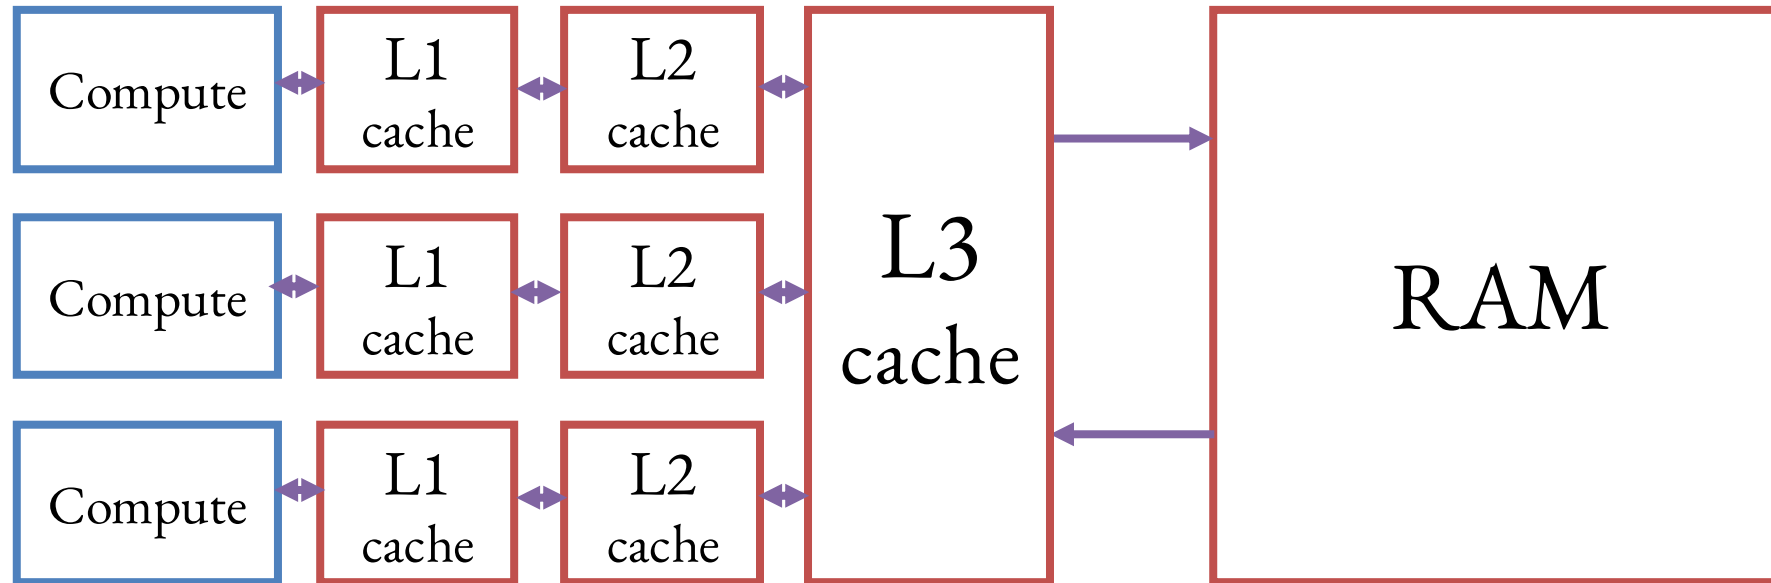 Compute
L1
cache
L2
cache
Compute
L1
cache
L2
cache
Compute
L1
cache
L2
cache
L3
cache
RAM